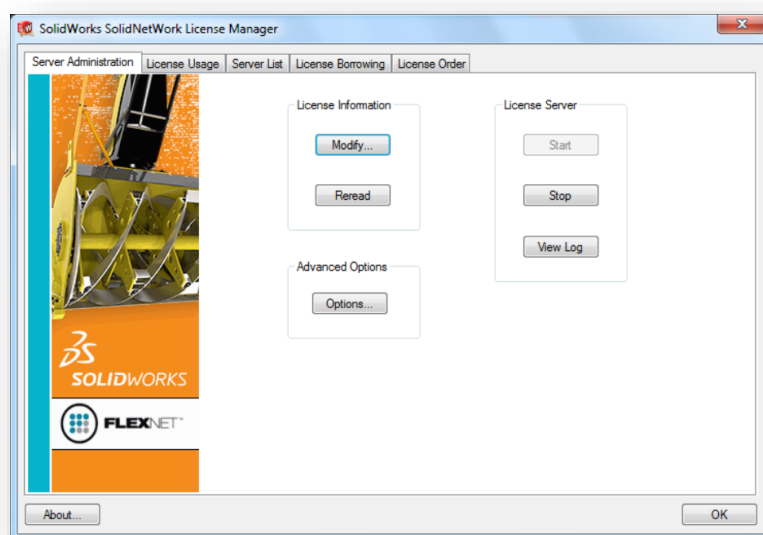 SolidWorks SolidNetWork License Manager
Server Administration
License Usage
Server List
License Borrowing
License Order
License Information
Modify...
Reread
License Server
Start
Stop
View Log
Advanced Options
Options...
SOLIDWORKS
FLEXNET™
About...
OK